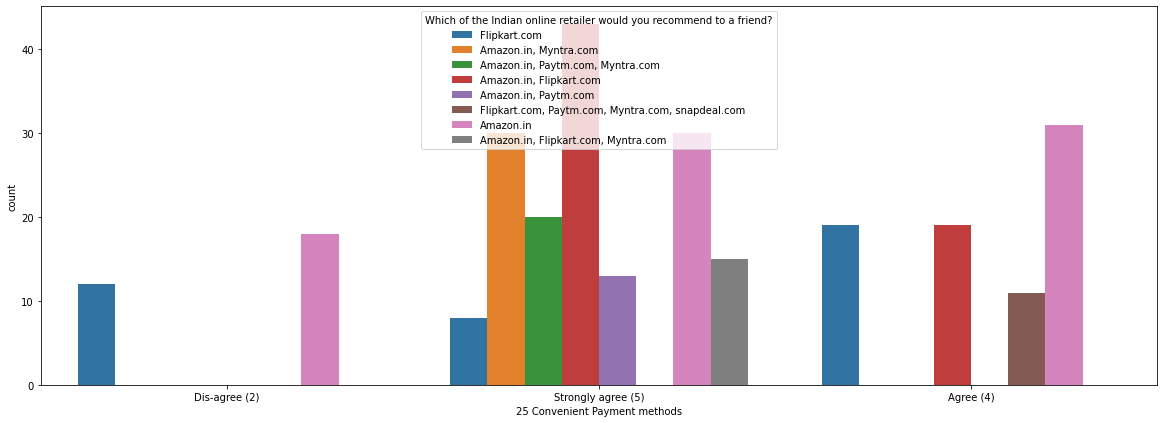 Which of the Indian online retailer would you recommend to a friend?
Flipkart.com
Amazon.in, Myntra.com
Amazon.in, Paytm.com, Myntra.com
Amazon.in, Flipkart.com
Amazon.in, Paytm.com
Flipkart.com, Paytm.com, Myntra.com, snapdeal.com
Amazon.in
Amazon.in, Flipkart.com, Myntra.com
count
40
30
20
10
0
Dis-agree (2)
Strongly agree (5)
Agree (4)
25 Convenient Payment methods